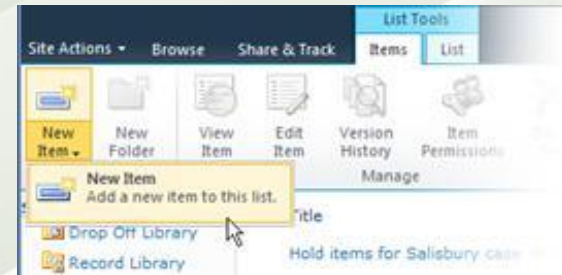 List Tools
Site Actions Browse Share & Track Items List
New Item New Folder View Item Edit Item Version History Item Permissions
Manage
New Item
Add a new item to this list.
Title
Drop Off Library
Hold items for Salisbury case
Record Library